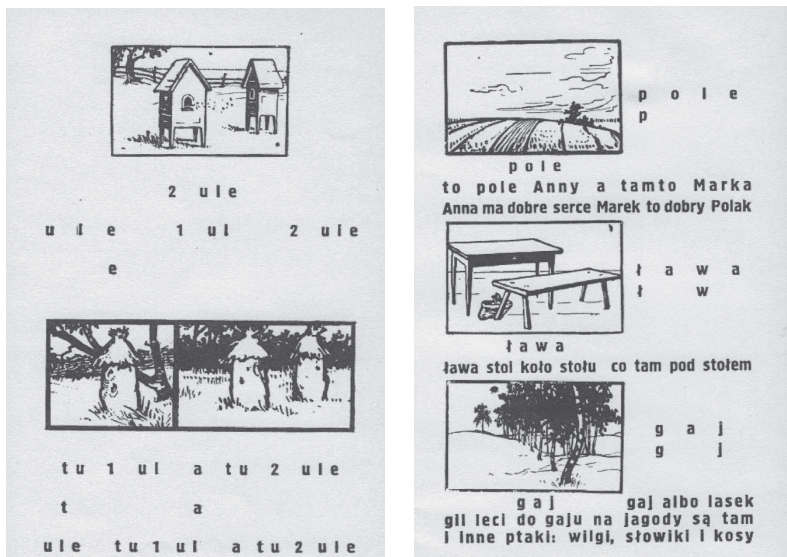 2 ule
u l e 1 ul 2 ule
e
tu 1 ul a tu 2 ule
t a
ule tu 1 ul a tu 2 ule
p o l e
p
pole
to pole Anny a tamto Marka
Anna ma dobre serce Marek to dobry Polak
ł a w a
ł w
ława
ława stoi koło stołu co tam pod stołem
g a j
g j
gaj gaj albo lasek
gil leci do gaju na jagody są tam
i inne ptaki: wilgi, słowiki i kosy